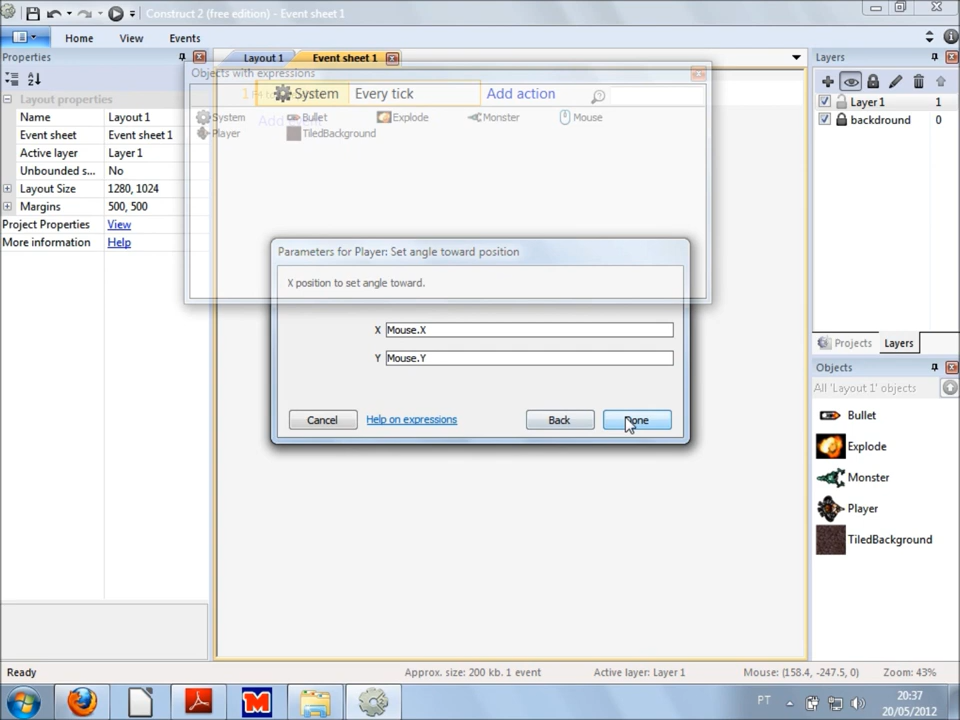 Construct 2 (free edition) - Event sheet 1
Home View Events
Properties
Layout properties
Name Layout 1
Event sheet Event sheet 1
Active layer Layer 1
Unbounded s... No
Layout Size 1280, 1024
Margins 500, 500
Project Properties View
More information Help
Layout 1 Event sheet 1
Objects with expressions
1 System Every tick Add action
System Bullet Explode Monster Mouse
Player TiledBackground
Parameters for Player: Set angle toward position
X position to set angle toward.
X Mouse.X
Y Mouse.Y
Cancel Help on expressions Back Done
Layers
Layer 1 1
backdround 0
Projects Layers
Objects
All 'Layout 1' objects
Bullet
Explode
Monster
Player
TiledBackground
Ready Approx. size: 200 kb. 1 event Active layer: Layer 1 Mouse: (158.4, -247.5, 0) Zoom: 43%
PT 20:37
20/05/2012